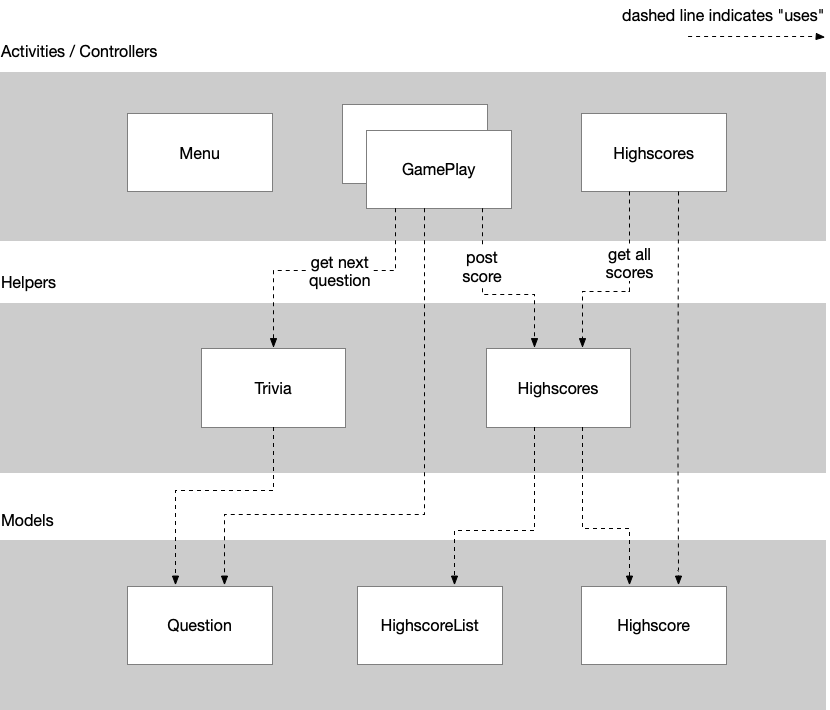 dashed line indicates "uses"
Activities / Controllers
Menu
GamePlay
Highscores
get next
question
post
score
get all
scores
Helpers
Trivia
Highscores
Models
Question
HighscoreList
Highscore